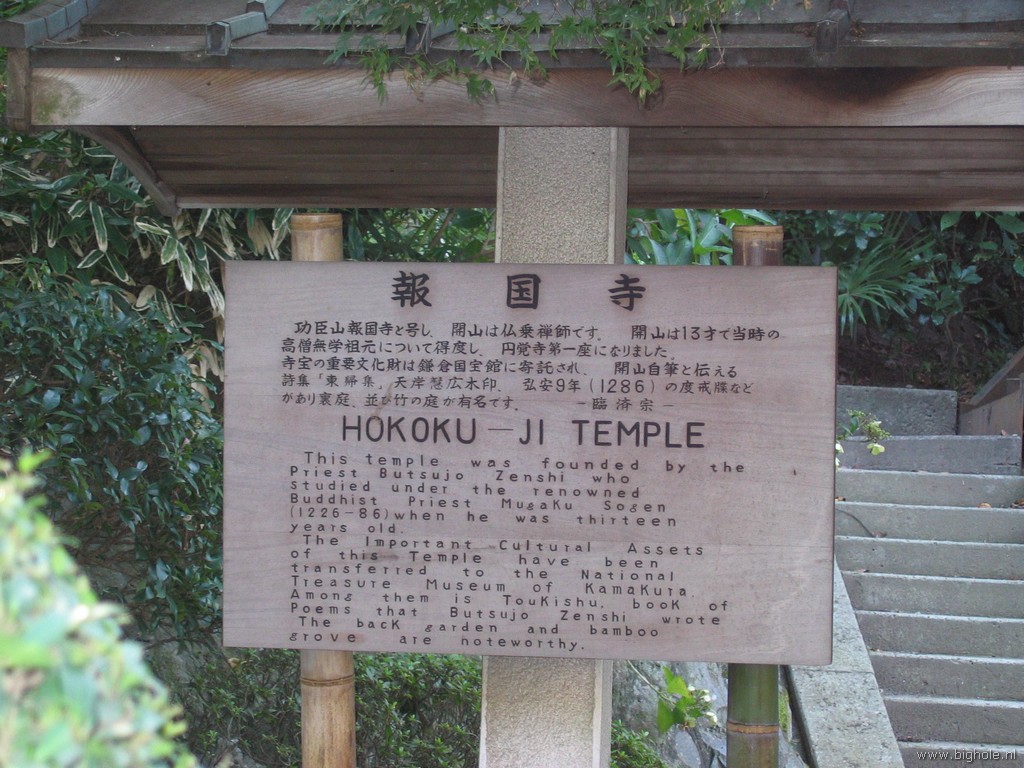 報国寺
功臣山報国寺と号し、開山は仏乗禅師です。 開山は13才で当時の
高僧無学祖元について得度し、円覚寺第一座になりました。
寺宝の重要文化財は鎌倉国宝館に寄託され、 開山自筆と伝える
詩集「東帰集」天岸慧広木印、弘安9年(1286)の度戒牒など
があり裏庭、並び竹の庭が有名です。 —臨済宗—
HOKOKU—JI TEMPLE
This temple was founded by the
Priest Butsujo Zenshi who
studied under the renowned
Buddhist Priest Mugaku Sogen
(1226-86)when he was thirteen
years old.
The Important Cultural Assets
of this Temple have been
transferred to the National
Treasure Museum of Kamakura.
Among them is Toukishu, book of
Poems that Butsujo Zenshi wrote
The back garden and bamboo
grove are noteworthy.
www.bighole.nl